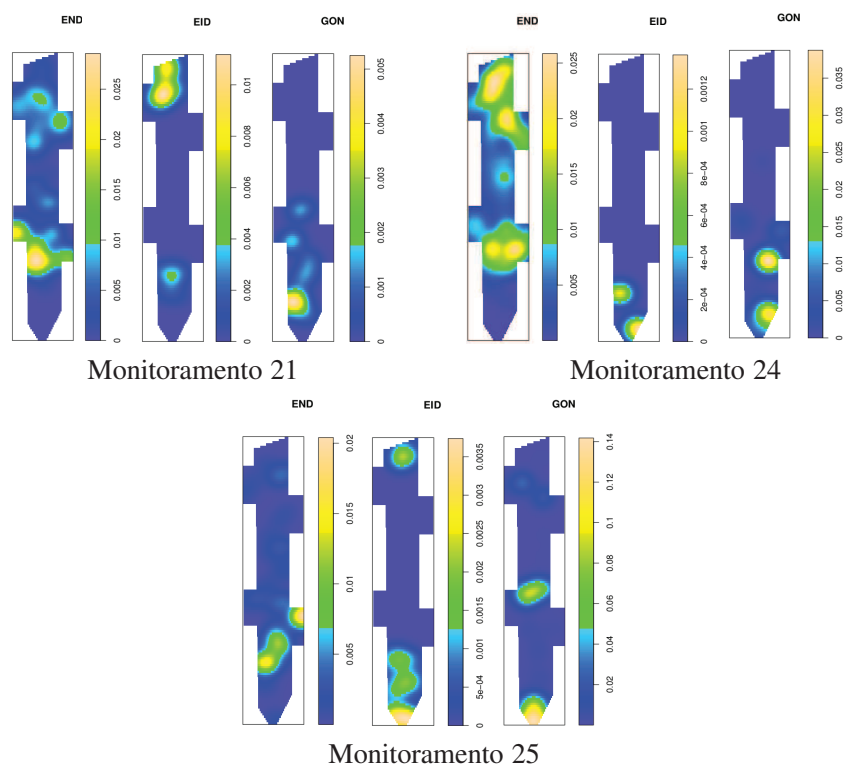 END EID GON
0 0.005 0.01 0.015 0.02 0.025
0 0.002 0.004 0.006 0.008 0.01
0 0.001 0.002 0.003 0.004 0.005
Monitoramento 21
END EID GON
0.005 0.01 0.015 0.02 0.025
0 2e−04 4e−04 6e−04 8e−04 0.001 0.0012
0 0.005 0.01 0.015 0.02 0.025 0.03 0.035
Monitoramento 24
END EID GON
0.005 0.01 0.015 0.02
0 5e−04 0.001 0.0015 0.002 0.0025 0.003 0.0035
0.02 0.04 0.06 0.08 0.1 0.12 0.14
Monitoramento 25